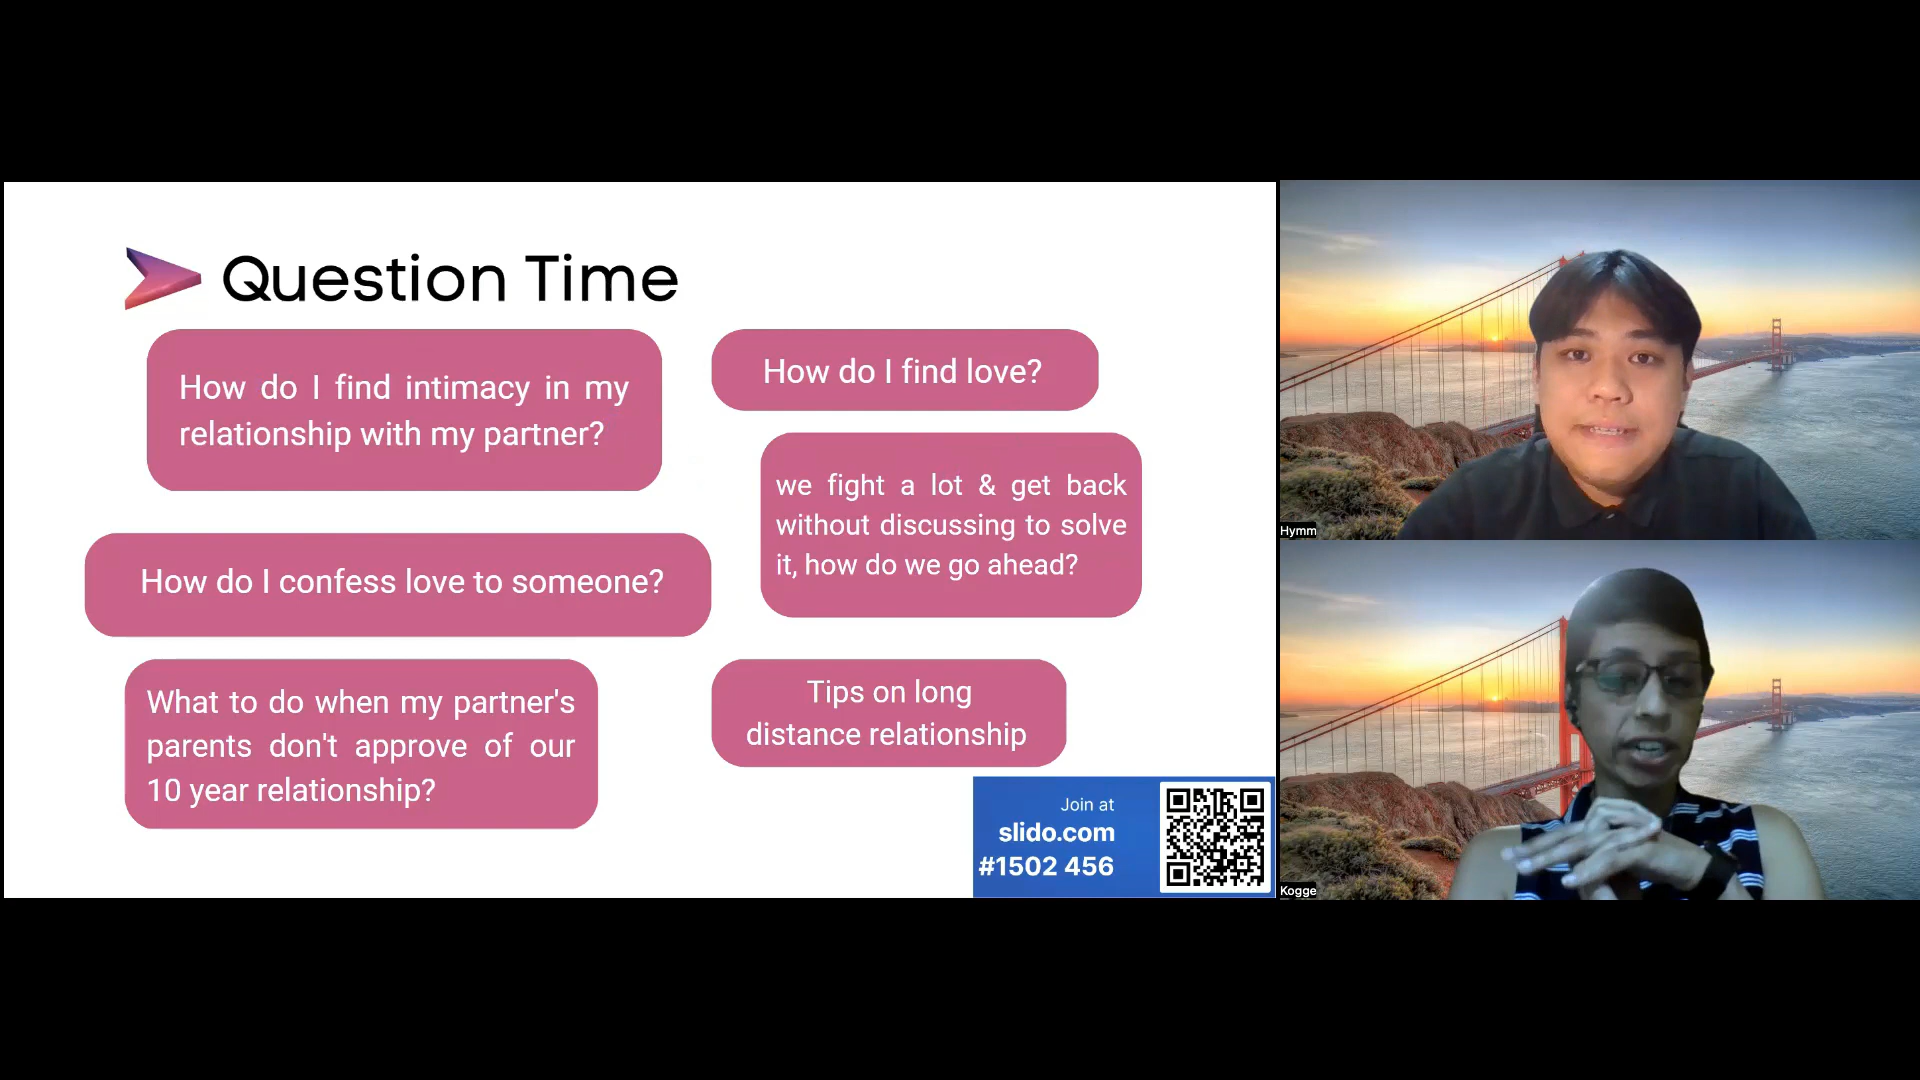 Question Time
How do I find intimacy in my
relationship with my partner?
How do I find love?
we fight a lot & get back
without discussing to solve
it, how do we go ahead?
How do I confess love to someone?
What to do when my partner's
parents don't approve of our
10 year relationship?
Tips on long
distance relationship
Join at
slido.com
#1502 456
Hymm
Kogge